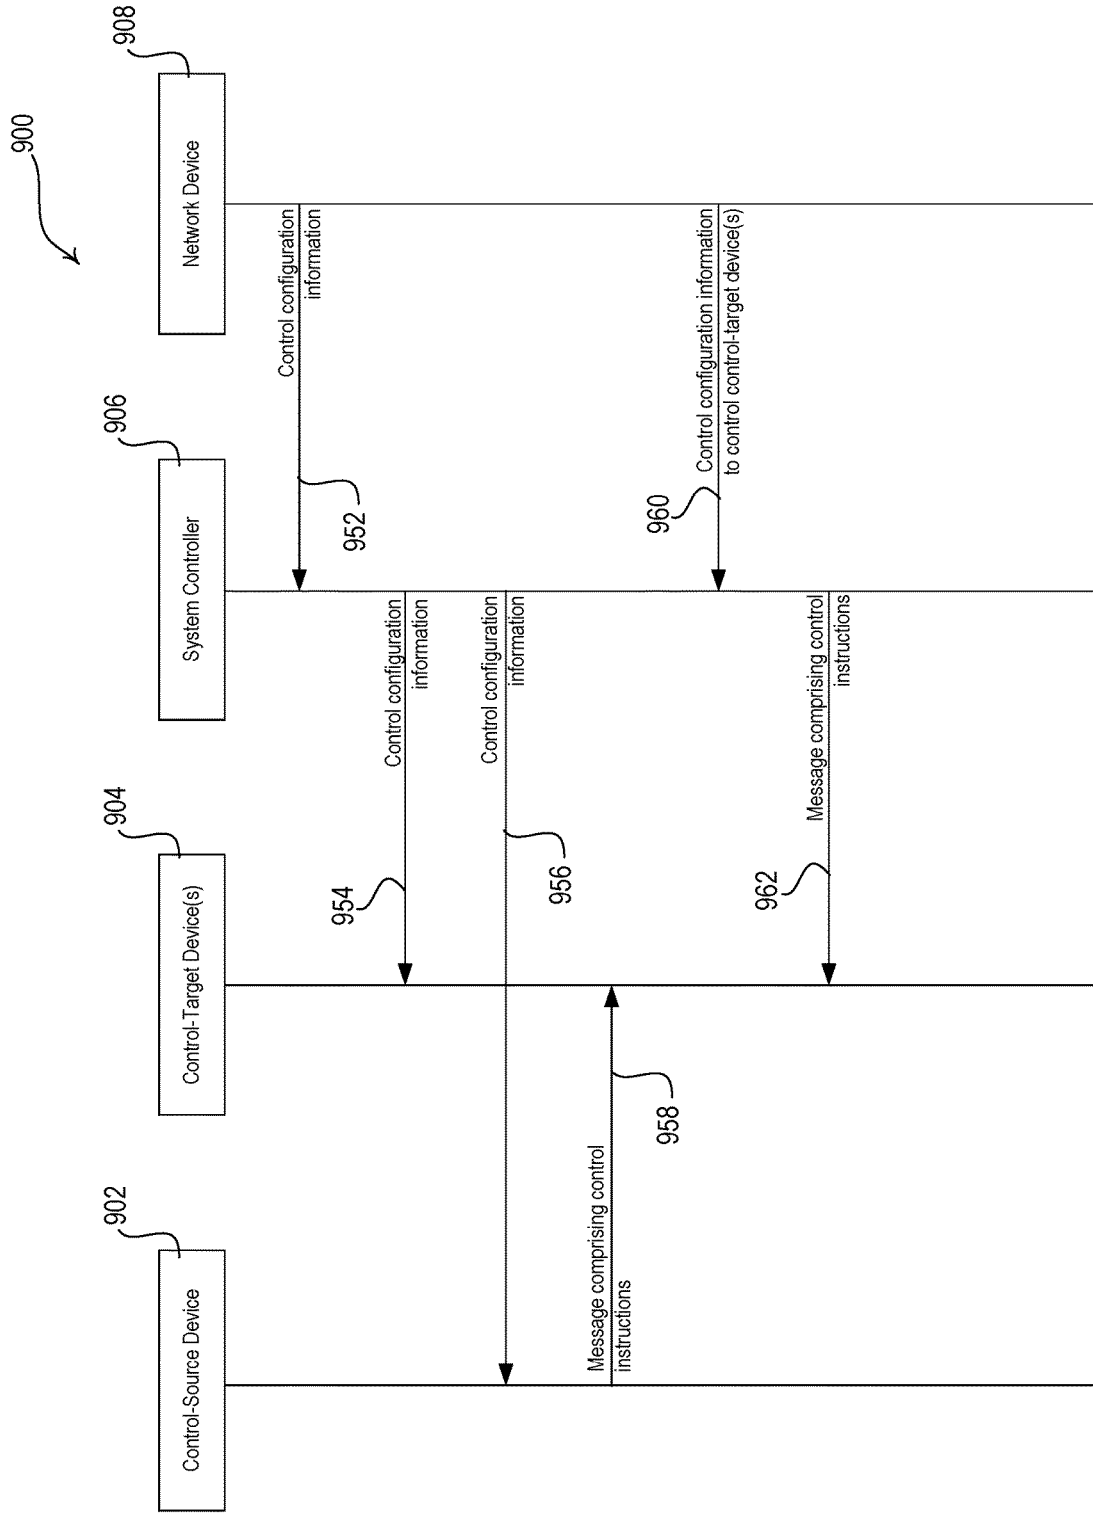 900
902
904
906
908
Control-Source Device
Control-Target Device(s)
System Controller
Network Device
Control configuration
information
952
Control configuration
information
954
Control configuration
information
956
Message comprising control
instructions
958
Control configuration information
to control control-target device(s)
960
Message comprising control
instructions
962